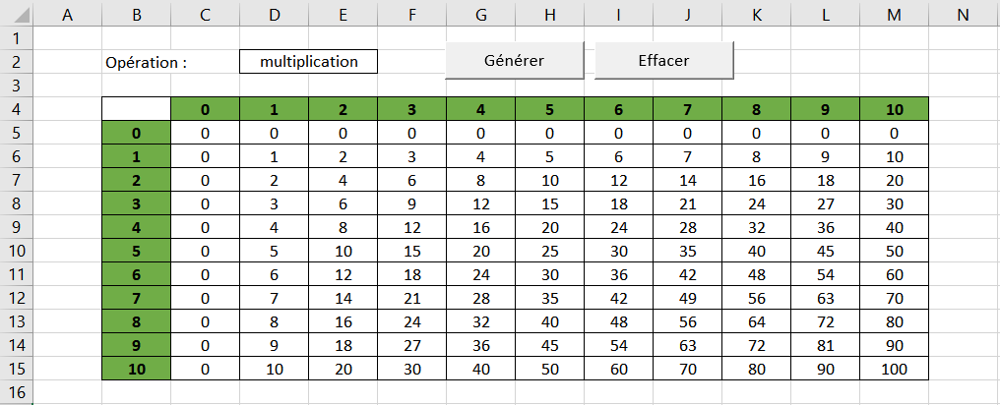 A B C D E F G H I J K L M N
1
2 Opération : multiplication Générer Effacer
3
4 0 1 2 3 4 5 6 7 8 9 10
5 0 0 0 0 0 0 0 0 0 0 0 0
6 1 0 1 2 3 4 5 6 7 8 9 10
7 2 0 2 4 6 8 10 12 14 16 18 20
8 3 0 3 6 9 12 15 18 21 24 27 30
9 4 0 4 8 12 16 20 24 28 32 36 40
10 5 0 5 10 15 20 25 30 35 40 45 50
11 6 0 6 12 18 24 30 36 42 48 54 60
12 7 0 7 14 21 28 35 42 49 56 63 70
13 8 0 8 16 24 32 40 48 56 64 72 80
14 9 0 9 18 27 36 45 54 63 72 81 90
15 10 0 10 20 30 40 50 60 70 80 90 100
16